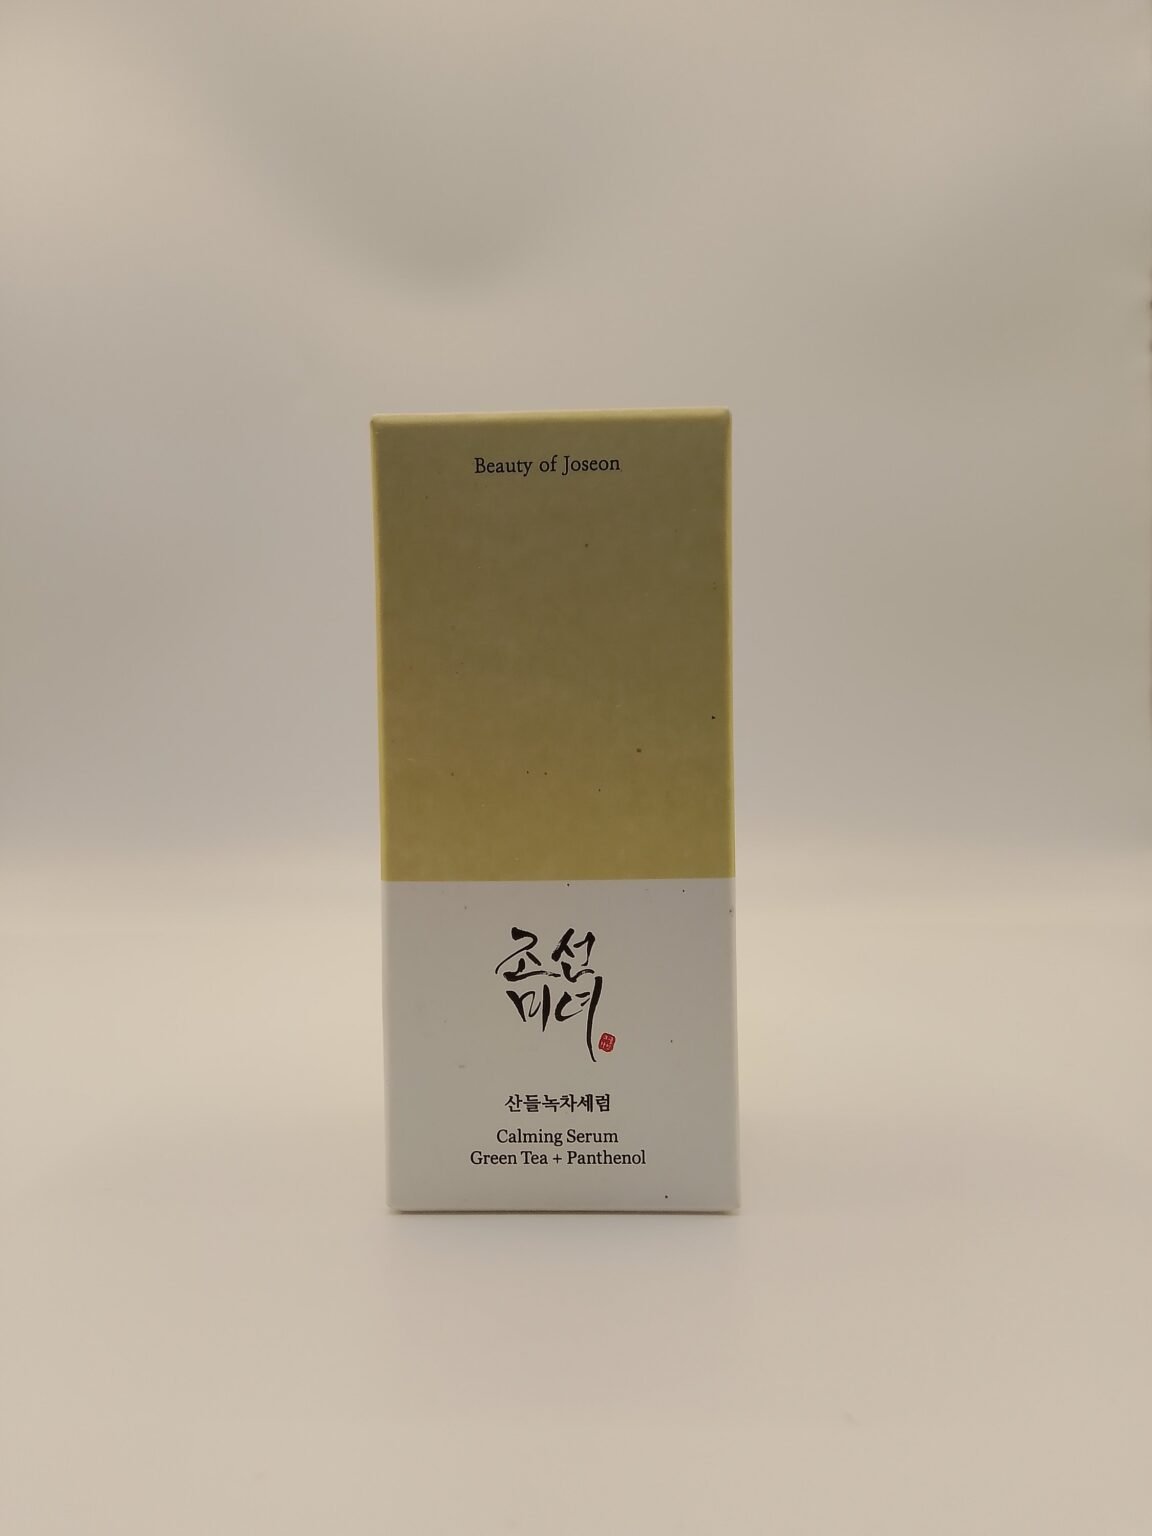 Beauty of Joseon
조선
미녀
산들녹차세럼
Calming Serum
Green Tea + Panthenol